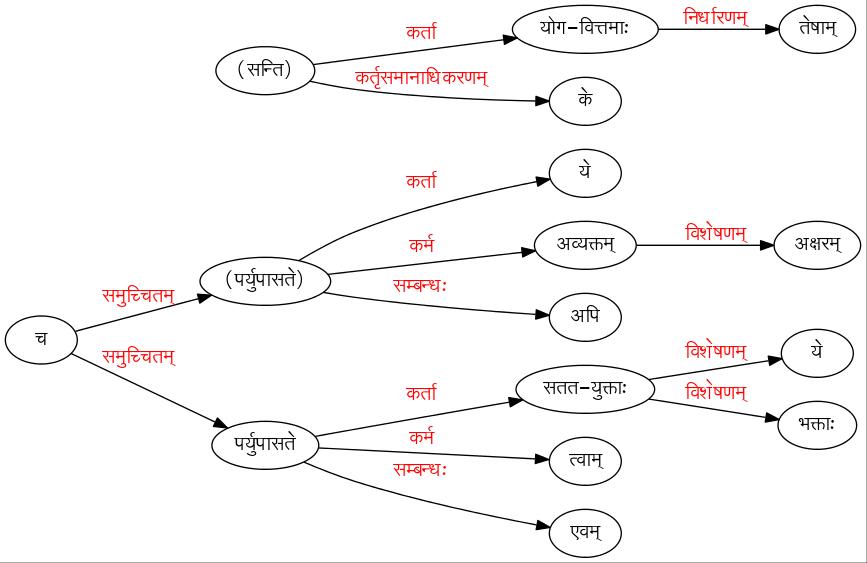 कर्ता
योग-वित्तमाः
निर्धारणम्
तेषाम्
(सन्ति)
कर्तृसमानाधिकरणम्
के
कर्ता
ये
कर्म
अव्यक्तम्
विशेषणम्
अक्षरम्
समुच्चितम्
(पर्युपासते)
सम्बन्धः
अपि
च
समुच्चितम्
कर्ता
सतत-युक्ताः
विशेषणम्
ये
विशेषणम्
भक्ताः
पर्युपासते
कर्म
त्वाम्
सम्बन्धः
एवम्